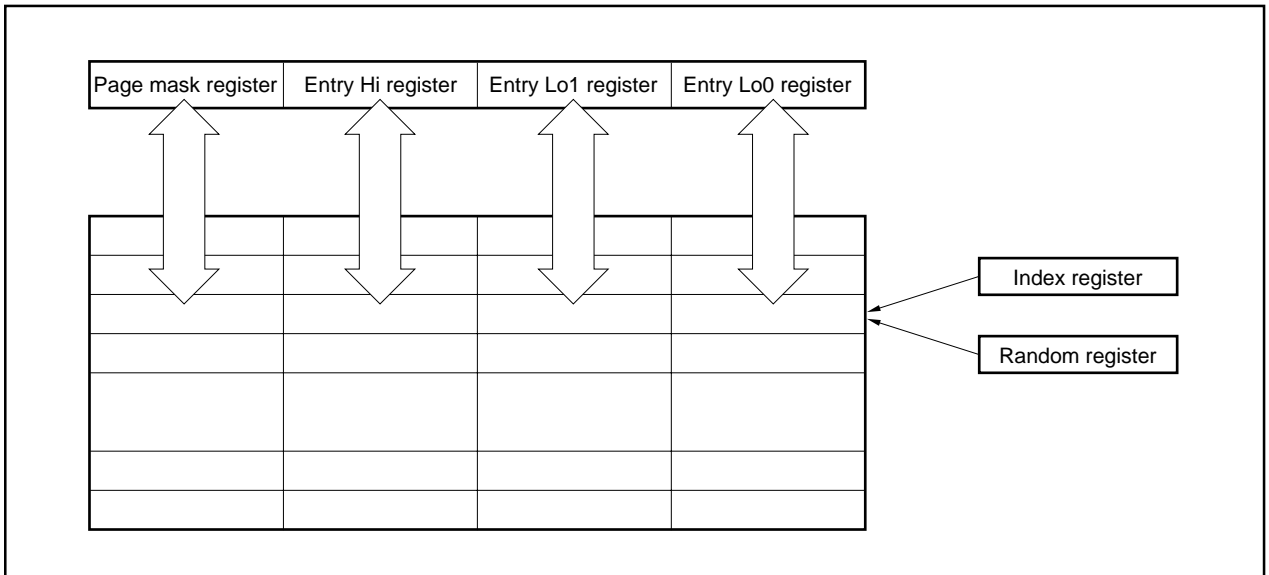 Page mask register Entry Hi register Entry Lo1 register Entry Lo0 register
Index register
Random register